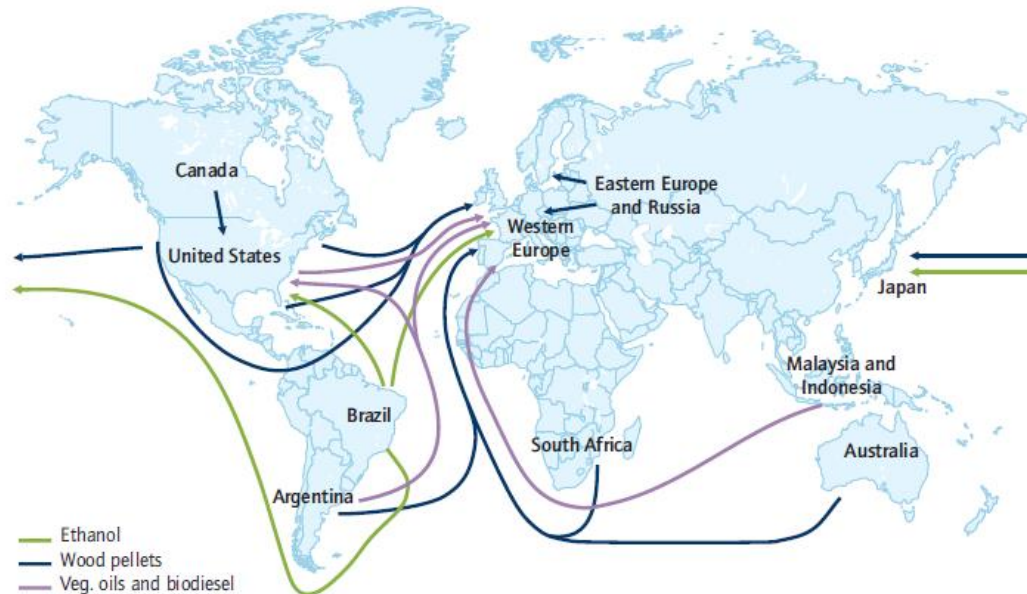 Canada
United States
Eastern Europe
and Russia
Western
Europe
Japan
Malaysia and
Indonesia
Brazil
South Africa
Australia
Argentina
Ethanol
Wood pellets
Veg. oils and biodiesel